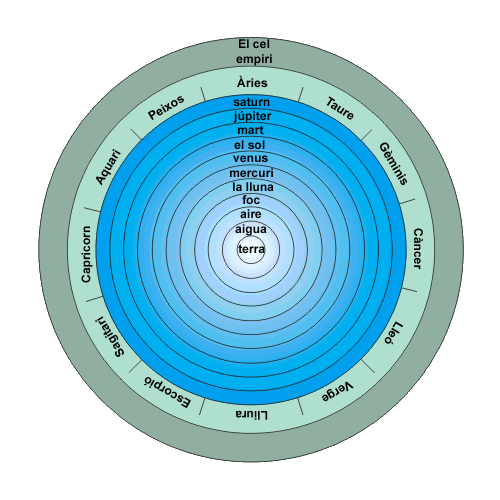 El cel
empiri
Àries
Taure
Gèminis
Càncer
Lleó
Verge
Lliura
Escorpió
Sagitari
Capricorn
Aquari
Peixos
saturn
júpiter
mart
el sol
venus
mercuri
la lluna
foc
aire
aigua
terra